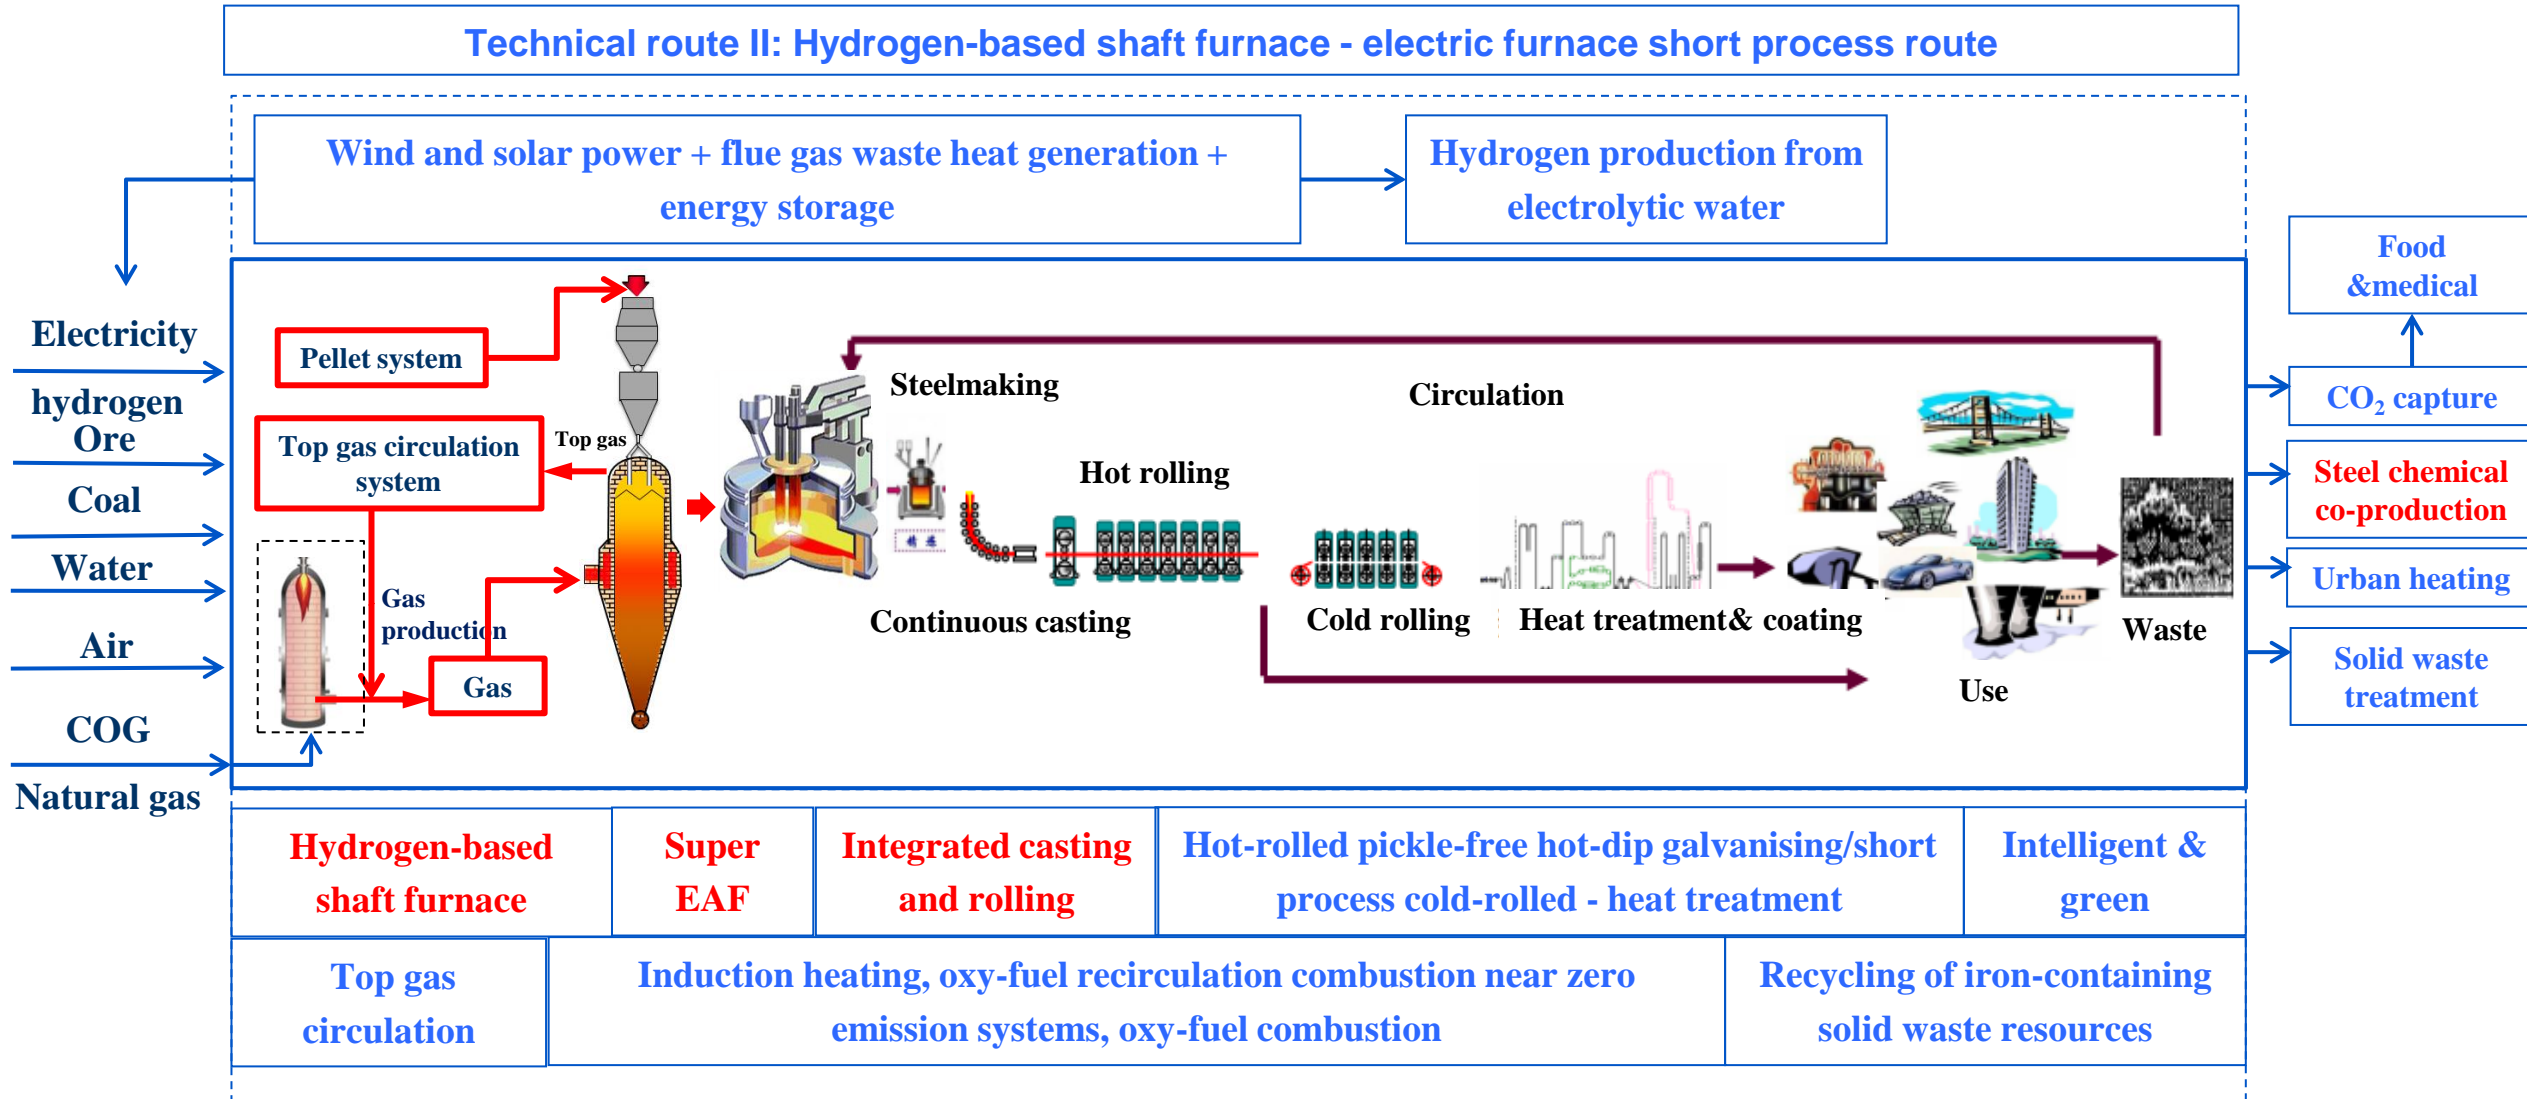 Technical route II: Hydrogen-based shaft furnace - electric furnace short process route
Wind and solar power + flue gas waste heat generation +
energy storage
Hydrogen production from
electrolytic water
Food
&medical
CO₂ capture
Steel chemical
co-production
Urban heating
Solid waste
treatment
Electricity
hydrogen
Ore
Coal
Water
Air
COG
Natural gas
Pellet system
Top gas circulation
system
Top gas
Gas
production
Gas
Steelmaking
精炼
Circulation
Hot rolling
Continuous casting
Cold rolling
Heat treatment& coating
Use
Waste
Hydrogen-based
shaft furnace
Super
EAF
Integrated casting
and rolling
Hot-rolled pickle-free hot-dip galvanising/short
process cold-rolled - heat treatment
Intelligent &
green
Top gas
circulation
Induction heating, oxy-fuel recirculation combustion near zero
emission systems, oxy-fuel combustion
Recycling of iron-containing
solid waste resources